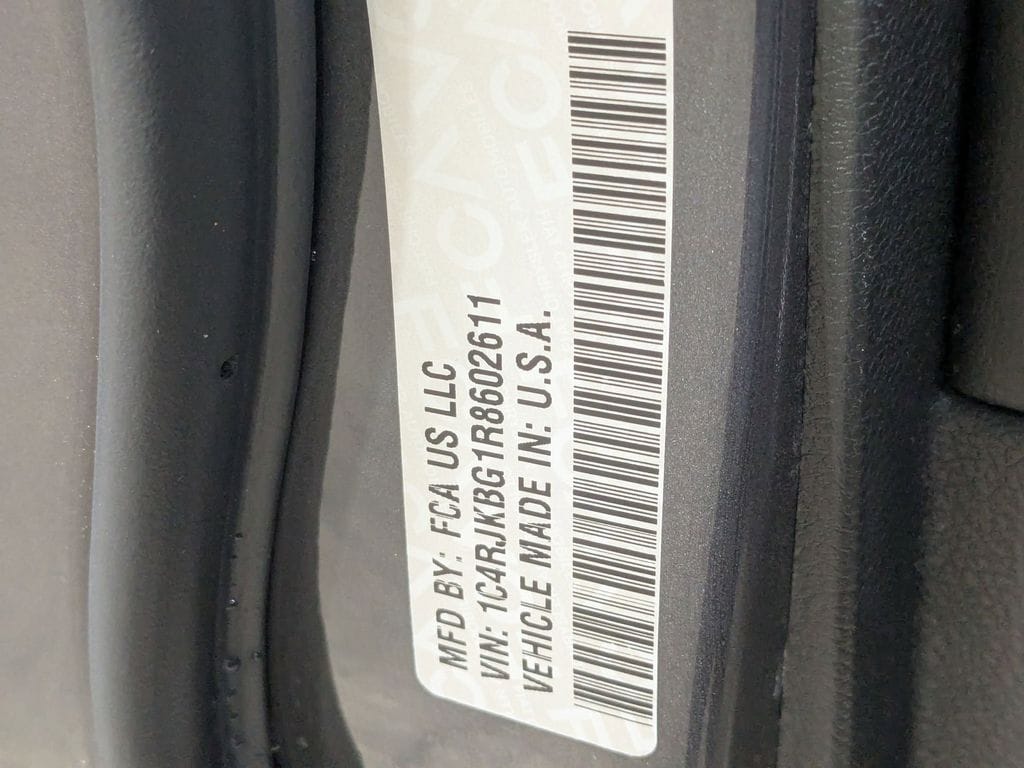 MFD BY: FCA US LLC
VIN: 1C4RJKBG1R8602611
VEHICLE MADE IN: U.S.A.